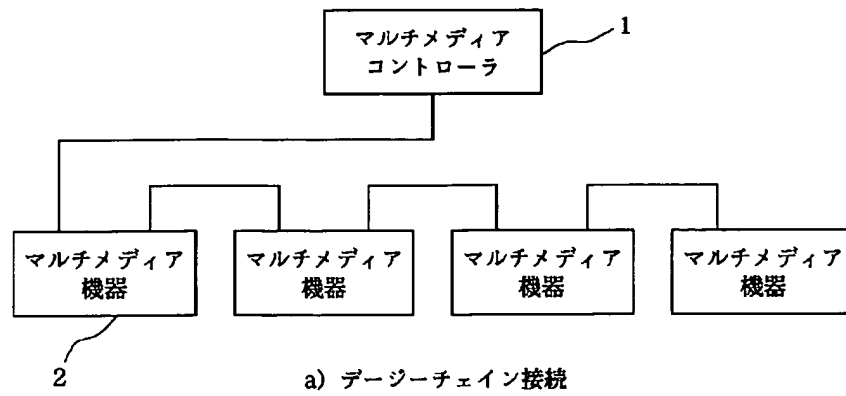 マルチメディア
コントローラ
1
マルチメディア
機器
マルチメディア
機器
マルチメディア
機器
マルチメディア
機器
2
a) デージーチェイン接続